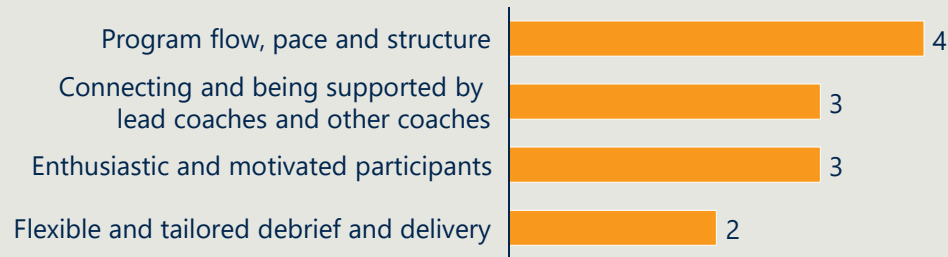 Program flow, pace and structure
4
Connecting and being supported by
lead coaches and other coaches
3
Enthusiastic and motivated participants
3
Flexible and tailored debrief and delivery
2